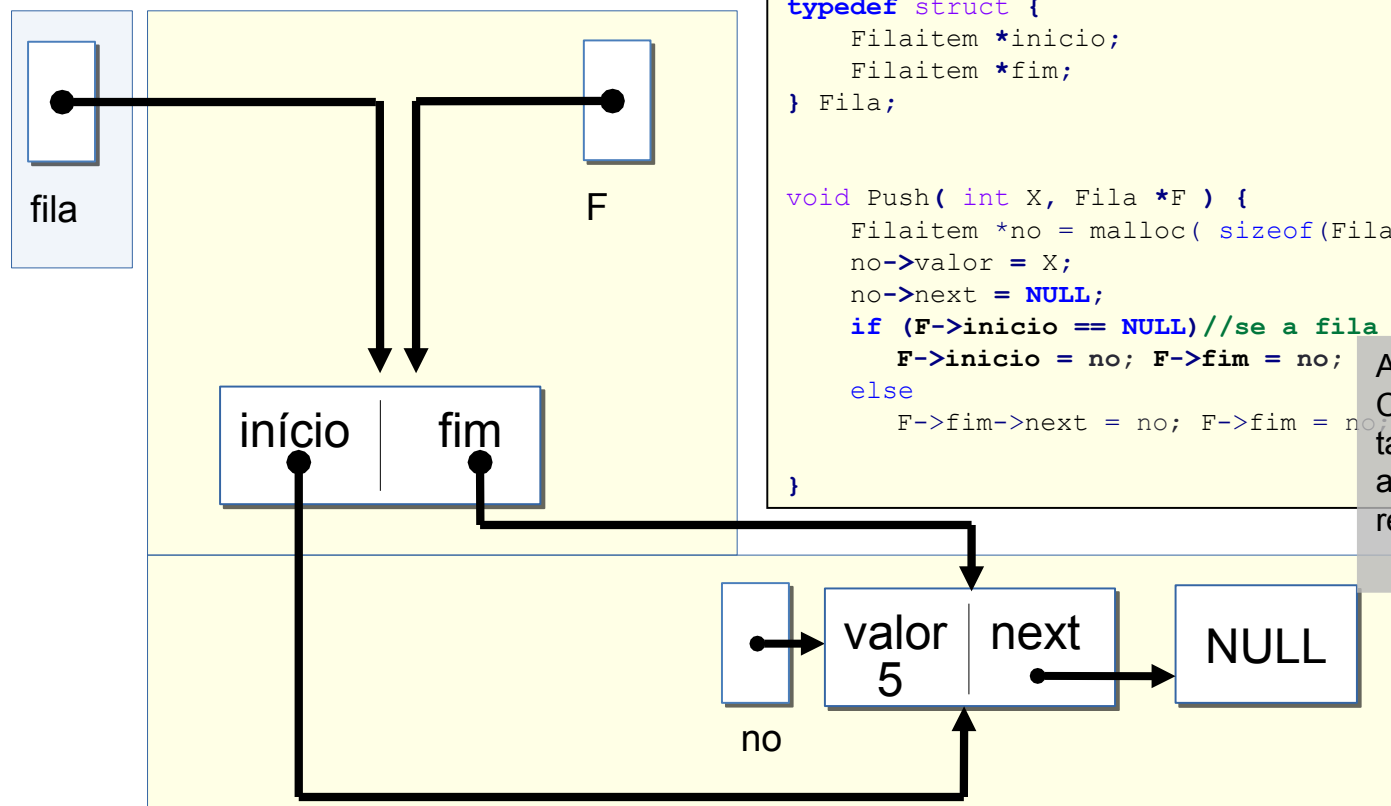 typedef struct {
Filaitem *inicio;
Filaitem *fim;
} Fila;
void Push( int X, Fila *F ) {
Filaitem *no = malloc( sizeof(Fila
no->valor = X;
no->next = NULL;
if (F->inicio == NULL)//se a fila
F->inicio = no; F->fim = no;
else
F->fim->next = no; F->fim = no;
}
fila
F
início fim
valor next
5
NULL
no